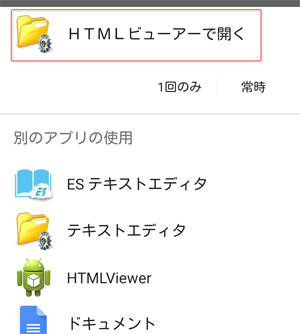 ＨＴＭＬビューアーで開く
1回のみ 常時
別のアプリの使用
ES テキストエディタ
テキストエディタ
HTMLViewer
ドキュメント